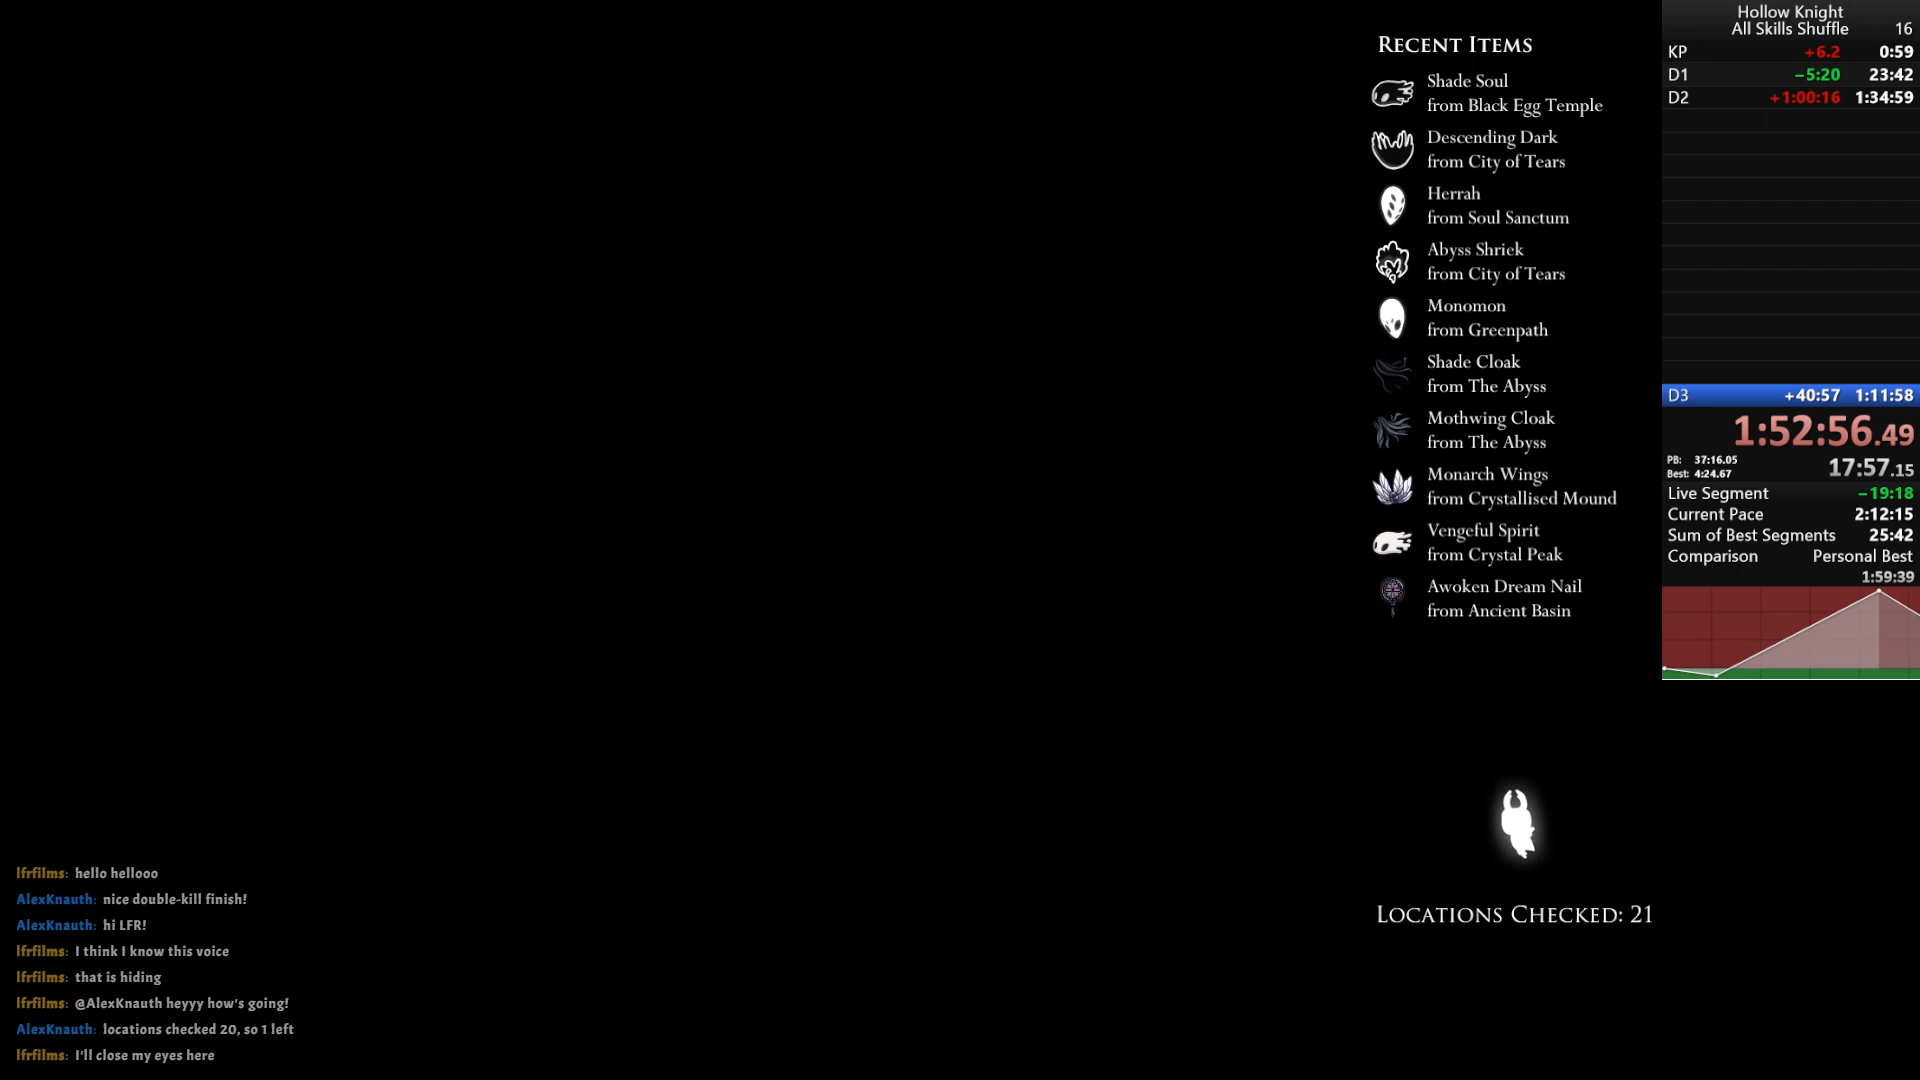 RECENT ITEMS
Shade Soul
from Black Egg Temple
Descending Dark
from City of Tears
Herrah
from Soul Sanctum
Abyss Shriek
from City of Tears
Monomon
from Greenpath
Shade Cloak
from The Abyss
Mothwing Cloak
from The Abyss
Monarch Wings
from Crystallised Mound
Vengeful Spirit
from Crystal Peak
Awoken Dream Nail
from Ancient Basin
LOCATIONS CHECKED: 21
Hollow Knight
All Skills Shuffle 16
KP +6.2 0:59
D1 −5:20 23:42
D2 +1:00:16 1:34:59
D3 +40:57 1:11:58
1:52:56.49
PB: 37:16.05
Best: 4:24.67
17:57.15
Live Segment −19:18
Current Pace 2:12:15
Sum of Best Segments 25:42
Comparison Personal Best
1:59:39
lfrfilms: hello hellooo
AlexKnauth: nice double-kill finish!
AlexKnauth: hi LFR!
lfrfilms: I think I know this voice
lfrfilms: that is hiding
lfrfilms: @AlexKnauth heyyy how's going!
AlexKnauth: locations checked 20, so 1 left
lfrfilms: I'll close my eyes here